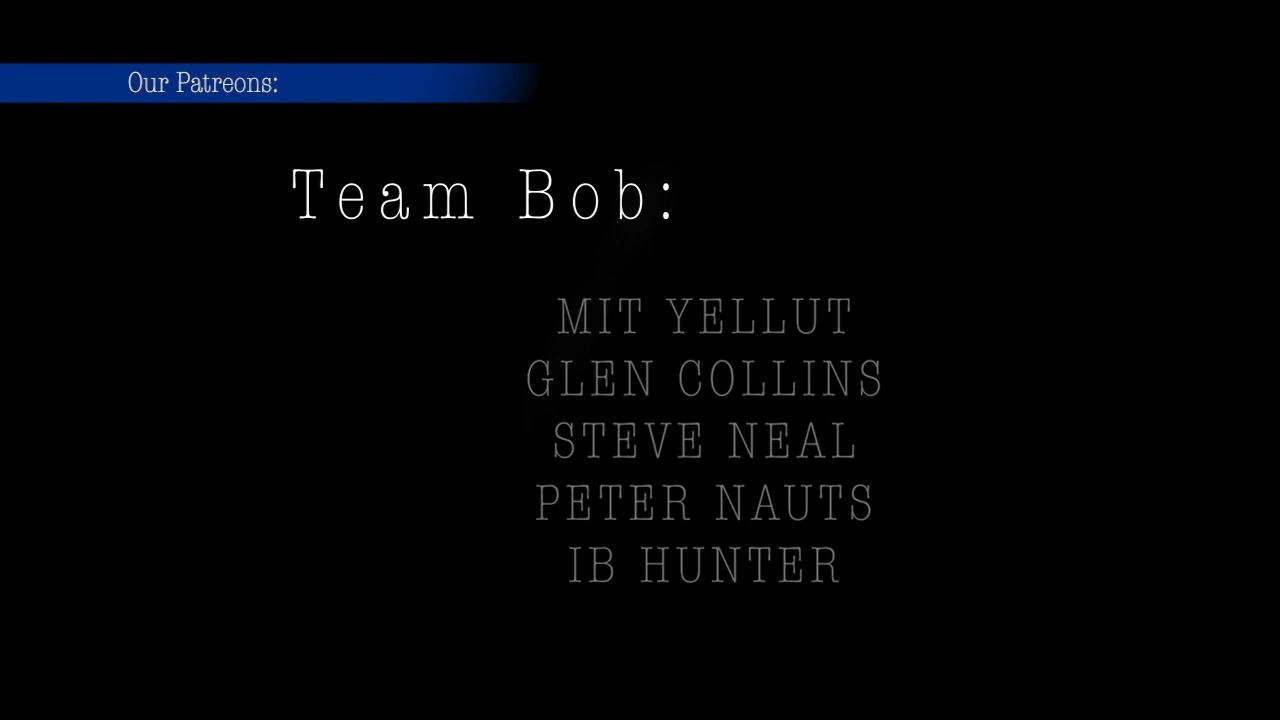 Our Patreons:
Team Bob:
MIT YELLUT
GLEN COLLINS
STEVE NEAL
PETER NAUTS
IB HUNTER